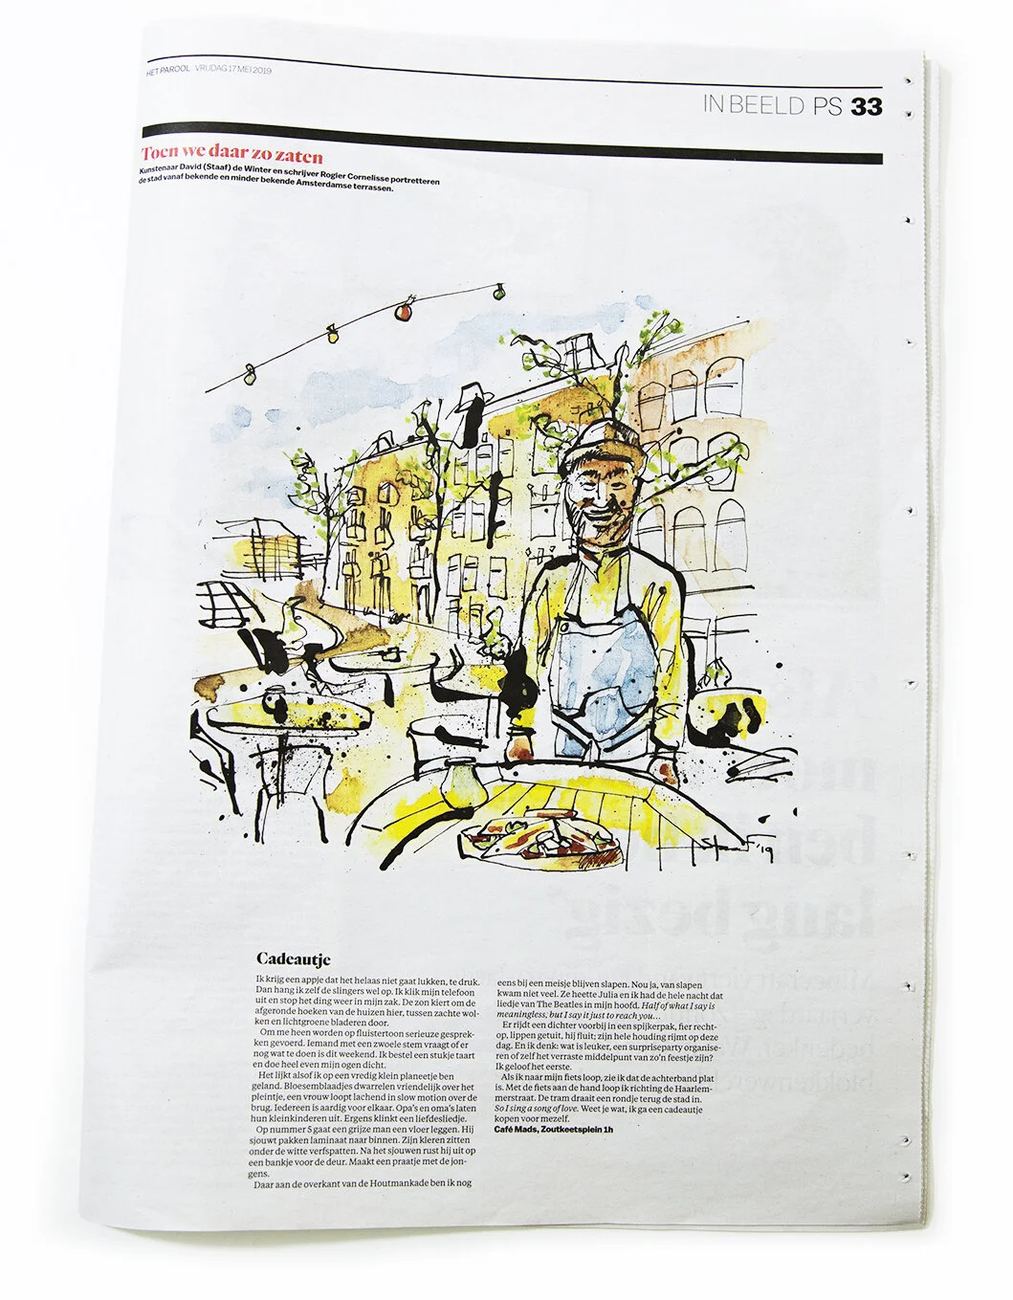 HET PAROOL VRIJDAG 17 MEI 2019
IN BEELD PS 33
Toen we daar zo zaten
Kunstenaar David (Staaf) de Winter en schrijver Rogier Cornelisse portretteren
de stad vanaf bekende en minder bekende Amsterdamse terrassen.
Staaf '19
Cadeautje
Ik krijg een appje dat het helaas niet gaat lukken, te druk.
Dan hang ik zelf de slingers wel op. Ik klik mijn telefoon
uit en stop het ding weer in mijn zak. De zon kiert om de
afgeronde hoeken van de huizen hier, tussen zachte wol-
ken en lichtgroene bladeren door.
Om me heen worden op fluistertoon serieuze gesprek-
ken gevoerd. Iemand met een zwoele stem vraagt of er
nog wat te doen is dit weekend. Ik bestel een stukje taart
en doe heel even mijn ogen dicht.
Het lijkt alsof ik op een vredig klein planeetje ben
geland. Bloesemblaadjes dwarrelen vriendelijk over het
pleintje, een vrouw loopt lachend in slow motion over de
brug. Iedereen is aardig voor elkaar. Opa's en oma's laten
hun kleinkinderen uit. Ergens klinkt een liefdesliedje.
Op nummer 5 gaat een grijze man een vloer leggen. Hij
sjouwt pakken laminaat naar binnen. Zijn kleren zitten
onder de witte verfspatten. Na het sjouwen rust hij uit op
een bankje voor de deur. Maakt een praatje met de jon-
gens.
Daar aan de overkant van de Houtmankade ben ik nog
eens bij een meisje blijven slapen. Nou ja, van slapen
kwam niet veel. Ze heette Julia en ik had de hele nacht dat
liedje van The Beatles in mijn hoofd. Half of what I say is
meaningless, but I say it just to reach you...
Er rijdt een dichter voorbij in een spijkerpak, fier recht-
op, lippen getuit, hij fluit; zijn hele houding rijmt op deze
dag. En ik denk: wat is leuker, een surpriseparty organise-
ren of zelf het verraste middelpunt van zo'n feestje zijn?
Ik geloof het eerste.
Als ik naar mijn fiets loop, zie ik dat de achterband plat
is. Met de fiets aan de hand loop ik richting de Haarlem-
merstraat. De tram draait een rondje terug de stad in.
So I sing a song of love. Weet je wat, ik ga een cadeautje
kopen voor mezelf.
Café Mads, Zoutkeetsplein 1h